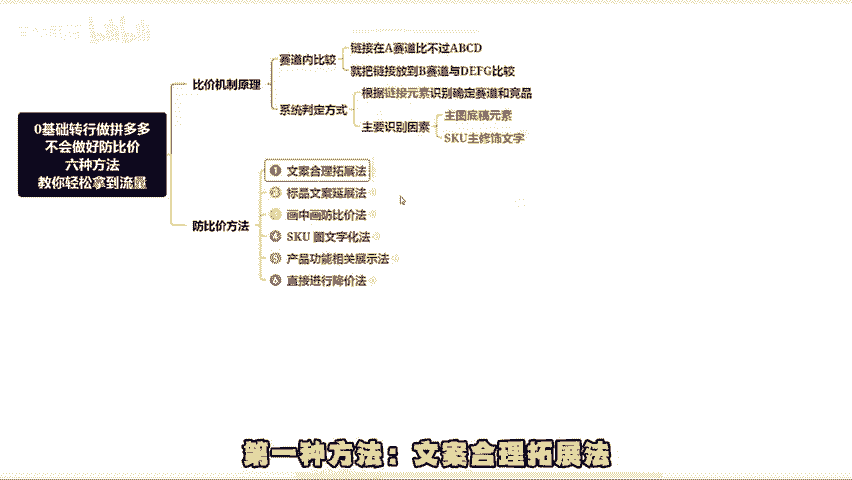 0基础转行做拼多多
不会做好防比价
六种方法
教你轻松拿到流量
比价机制原理
赛道内比较
链接在A赛道比不过ABCD
就把链接放到B赛道与DEFG比较
系统判定方式
根据链接元素识别确定赛道和竞品
主要识别因素
主图底稿元素
SKU主修饰文字
防比价方法
1 文案合理拓展法
2 标品文案延展法
3 画中画防比价法
4 SKU 图文字化法
5 产品功能相关展示法
6 直接进行降价法
第一种方法：文案合理拓展法